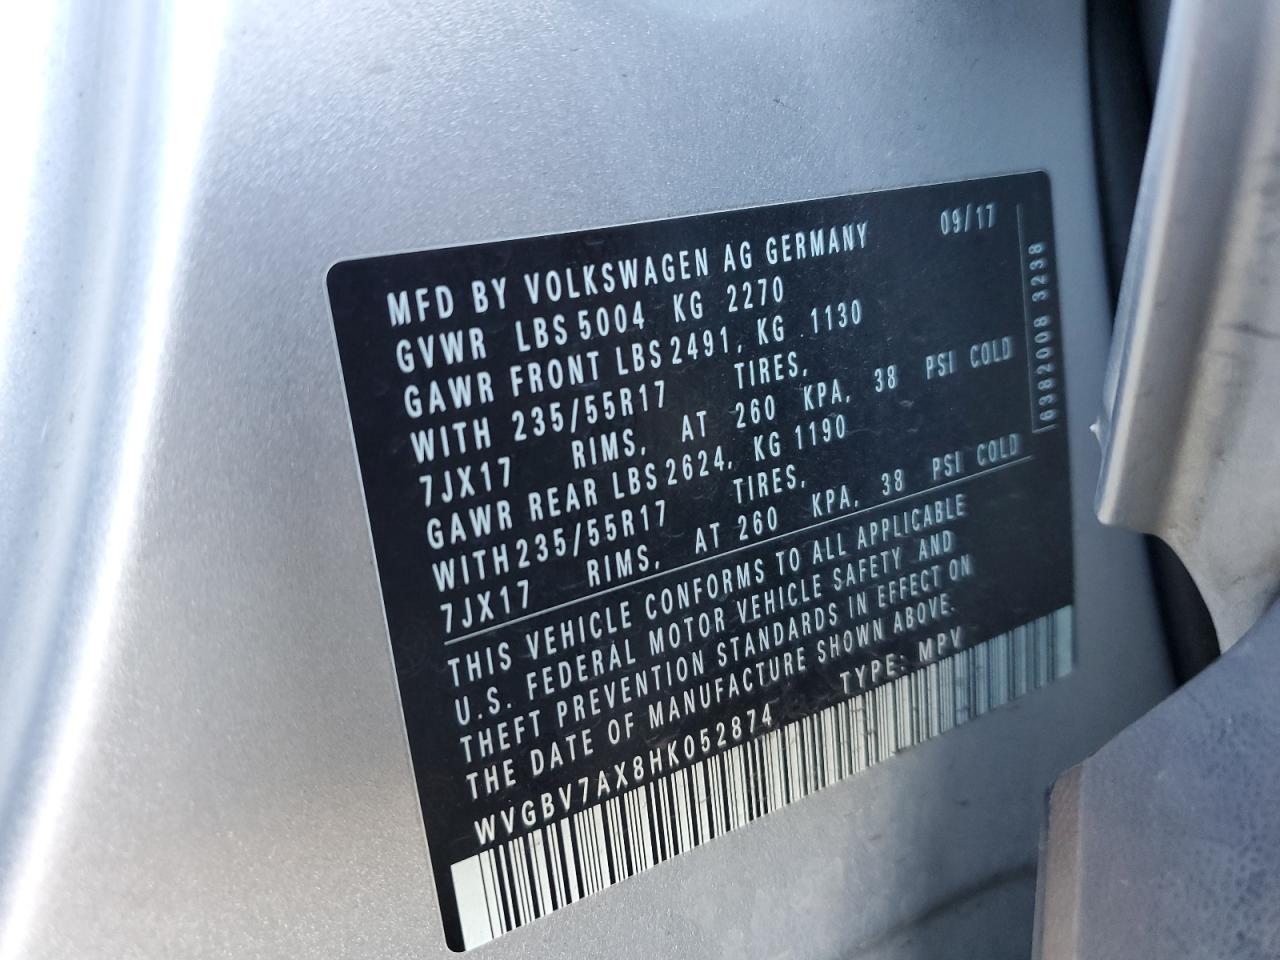 MFD BY VOLKSWAGEN AG GERMANY 09/17
GVWR LBS 5004 KG 2270
GAWR FRONT LBS 2491, KG 1130
WITH 235/55R17 TIRES,
7JX17 RIMS, AT 260 KPA, 38 PSI COLD
GAWR REAR LBS 2624, KG 1190
WITH 235/55R17 TIRES,
7JX17 RIMS, AT 260 KPA, 38 PSI COLD
THIS VEHICLE CONFORMS TO ALL APPLICABLE
U.S. FEDERAL MOTOR VEHICLE SAFETY AND
THEFT PREVENTION STANDARDS IN EFFECT ON
THE DATE OF MANUFACTURE SHOWN ABOVE.
WVGBV7AX8HK052874 TYPE: MPV
6382008 3238